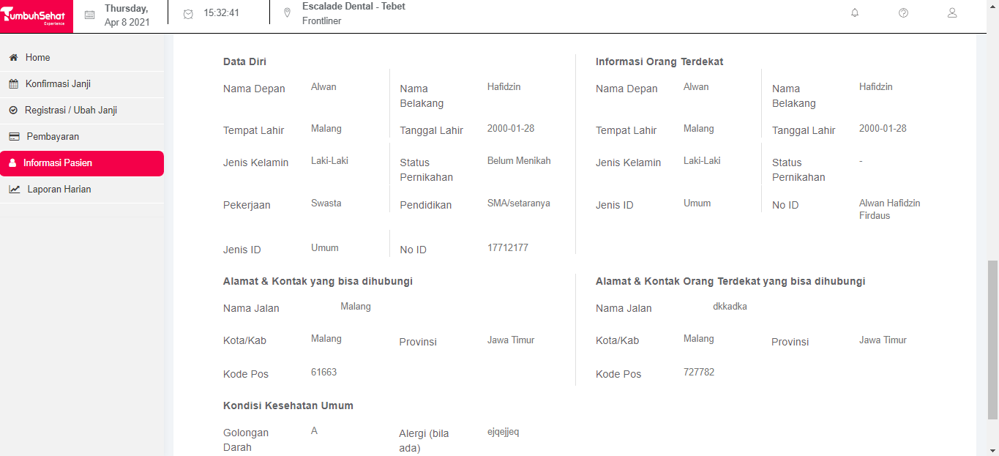 TumbuhSehat
Experience
Thursday,
Apr 8 2021
15:32:41
Escalade Dental - Tebet
Frontliner
Home
Konfirmasi Janji
Registrasi / Ubah Janji
Pembayaran
Informasi Pasien
Laporan Harian
Data Diri
Nama Depan Alwan Nama Belakang Hafidzin
Tempat Lahir Malang Tanggal Lahir 2000-01-28
Jenis Kelamin Laki-Laki Status Pernikahan Belum Menikah
Pekerjaan Swasta Pendidikan SMA/setaranya
Jenis ID Umum No ID 17712177
Informasi Orang Terdekat
Nama Depan Alwan Nama Belakang Hafidzin
Tempat Lahir Malang Tanggal Lahir 2000-01-28
Jenis Kelamin Laki-Laki Status Pernikahan -
Jenis ID Umum No ID Alwan Hafidzin Firdaus
Alamat & Kontak yang bisa dihubungi
Nama Jalan Malang
Kota/Kab Malang Provinsi Jawa Timur
Kode Pos 61663
Alamat & Kontak Orang Terdekat yang bisa dihubungi
Nama Jalan dkkadka
Kota/Kab Malang Provinsi Jawa Timur
Kode Pos 727782
Kondisi Kesehatan Umum
Golongan Darah A Alergi (bila ada) ejqejjeq